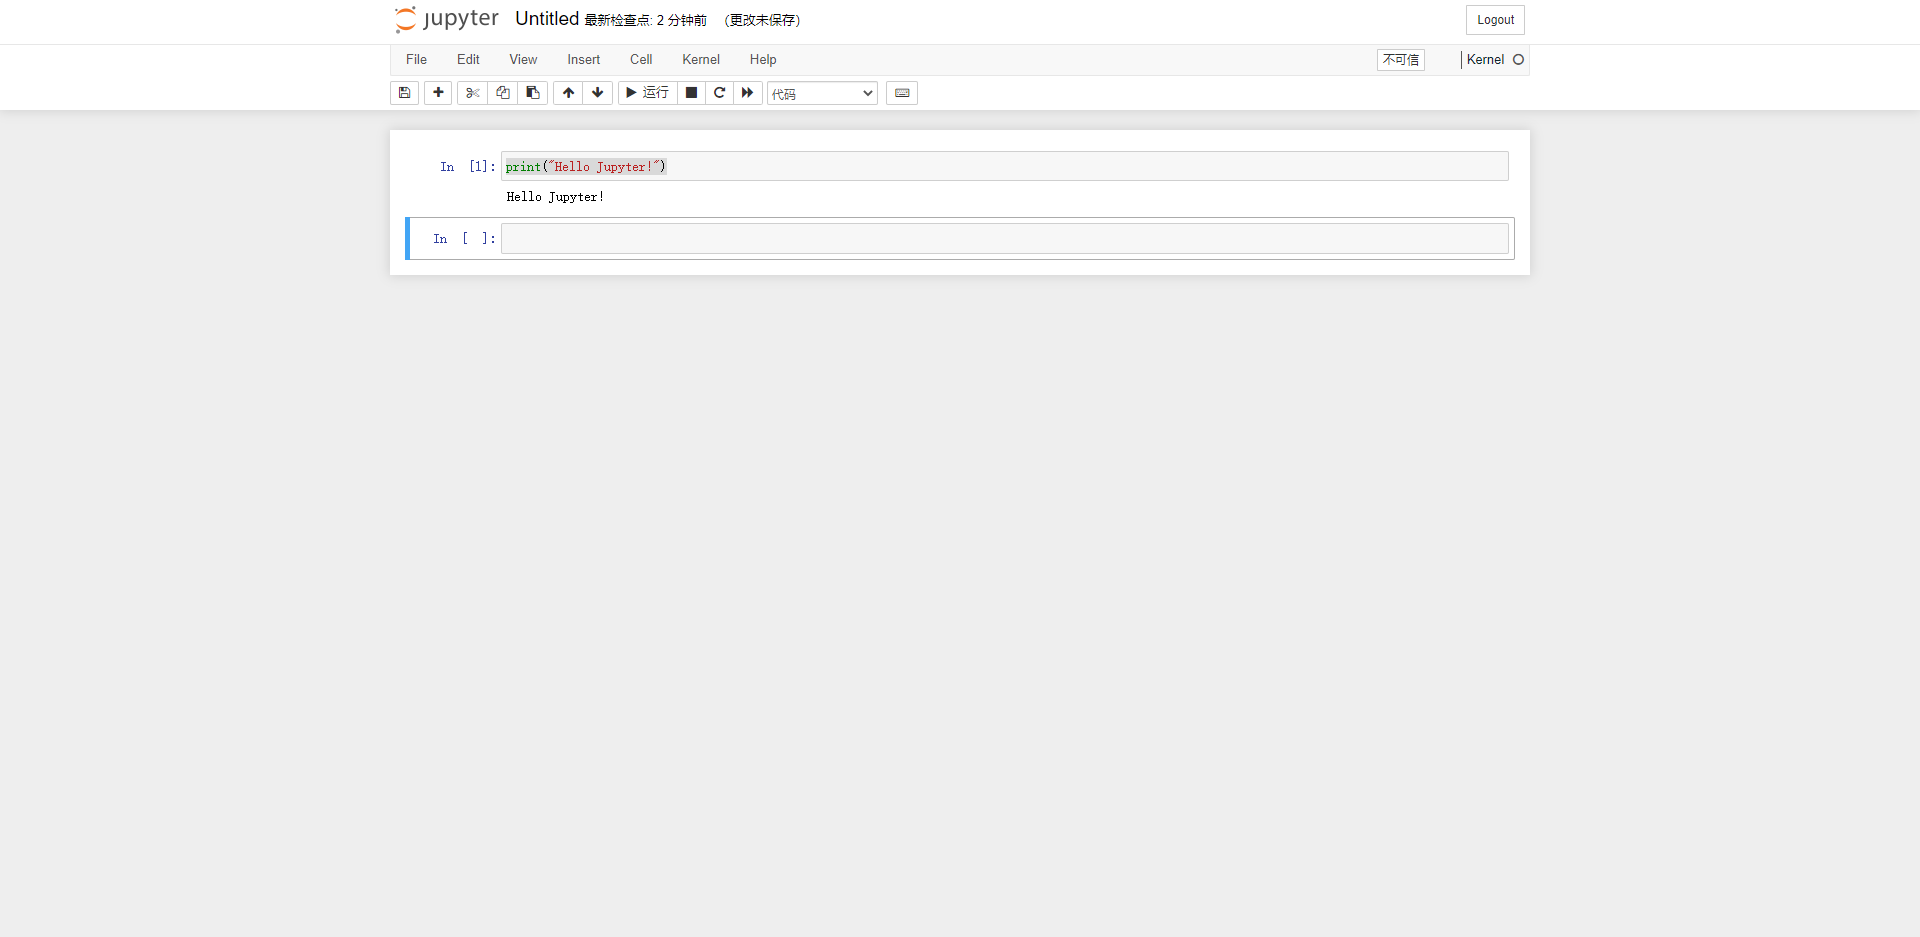 jupyter Untitled 最新检查点: 2 分钟前 (更改未保存) Logout
File Edit View Insert Cell Kernel Help 不可信 Kernel
运行 代码
In [1]: print("Hello Jupyter!")
Hello Jupyter!
In [ ]: